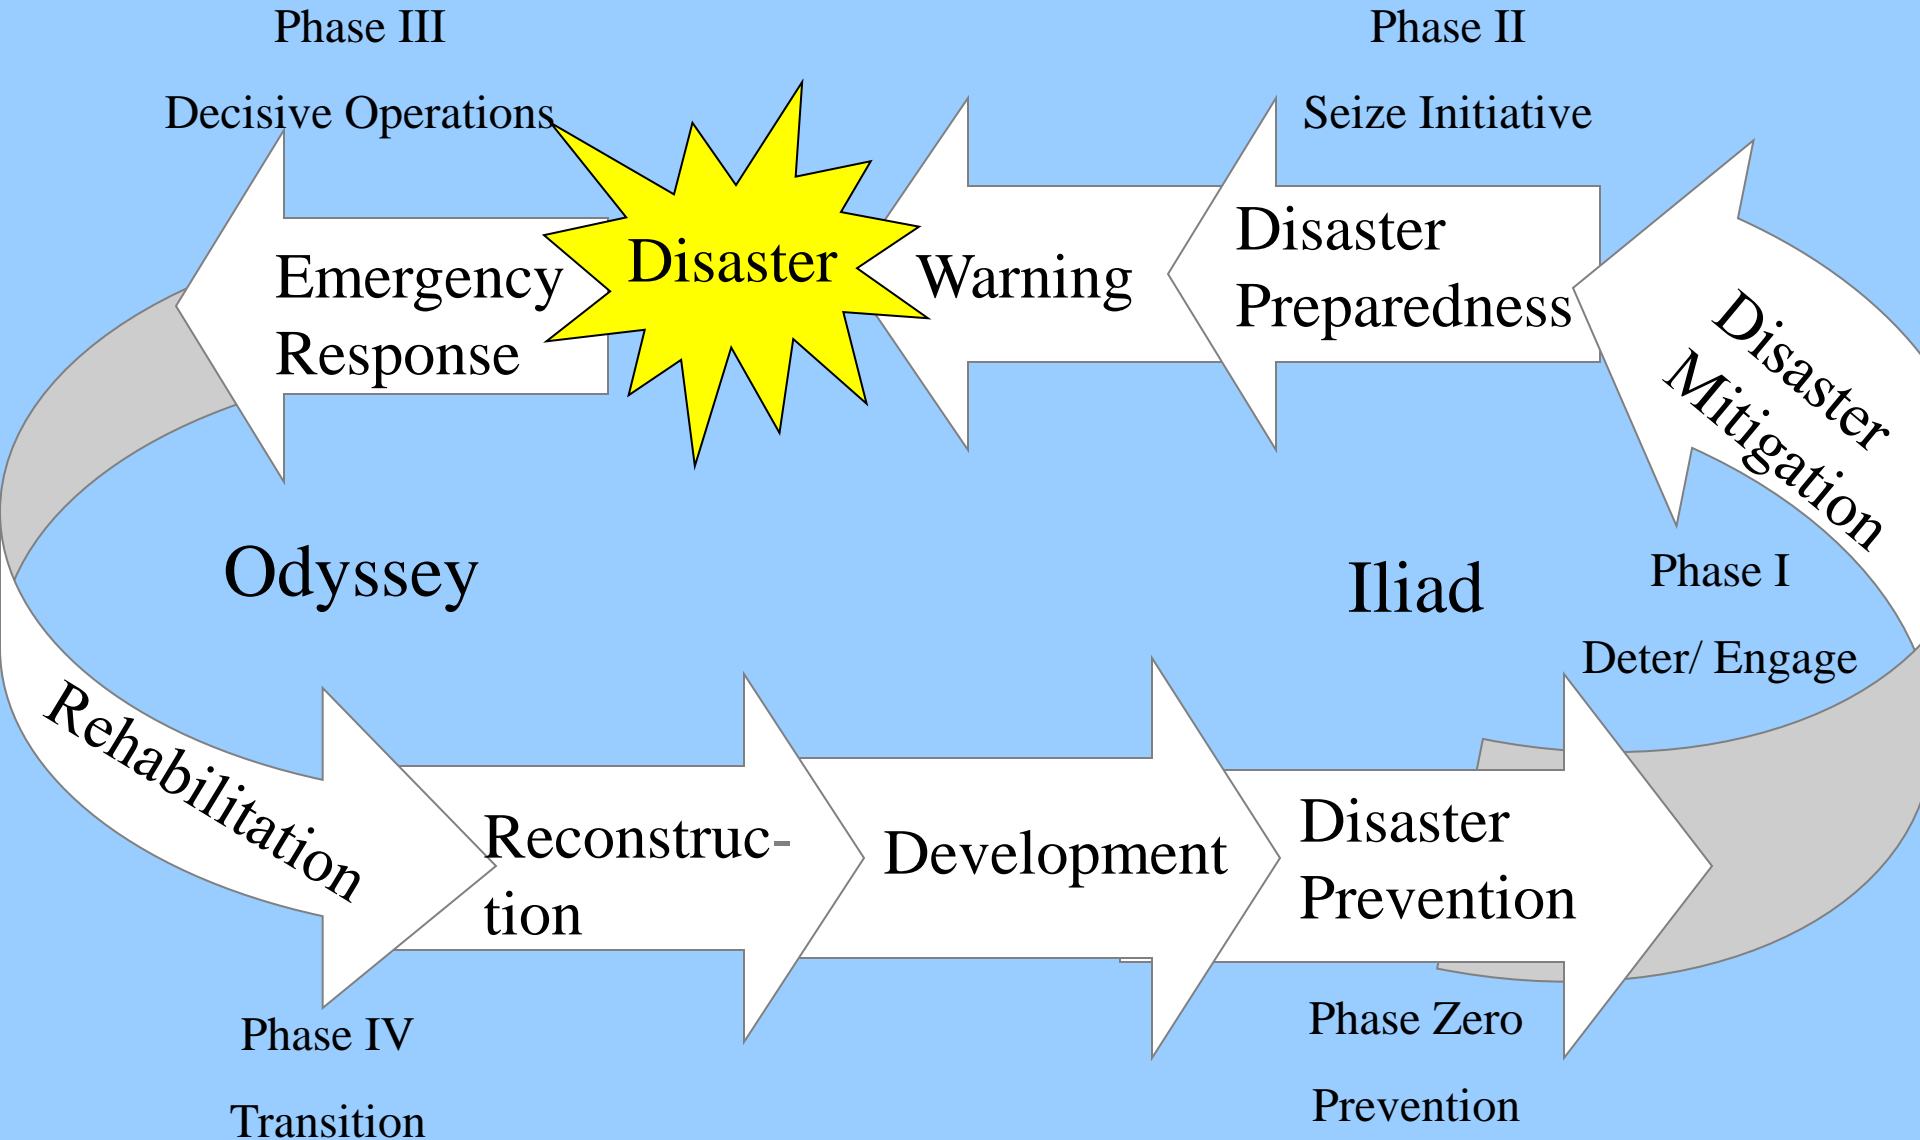 Phase III
Decisive Operations
Phase II
Seize Initiative
Emergency
Response
Disaster
Warning
Disaster
Preparedness
Disaster
Mitigation
Odyssey
Iliad
Phase I
Deter/ Engage
Rehabilitation
Reconstruc-
tion
Development
Disaster
Prevention
Phase IV
Transition
Phase Zero
Prevention